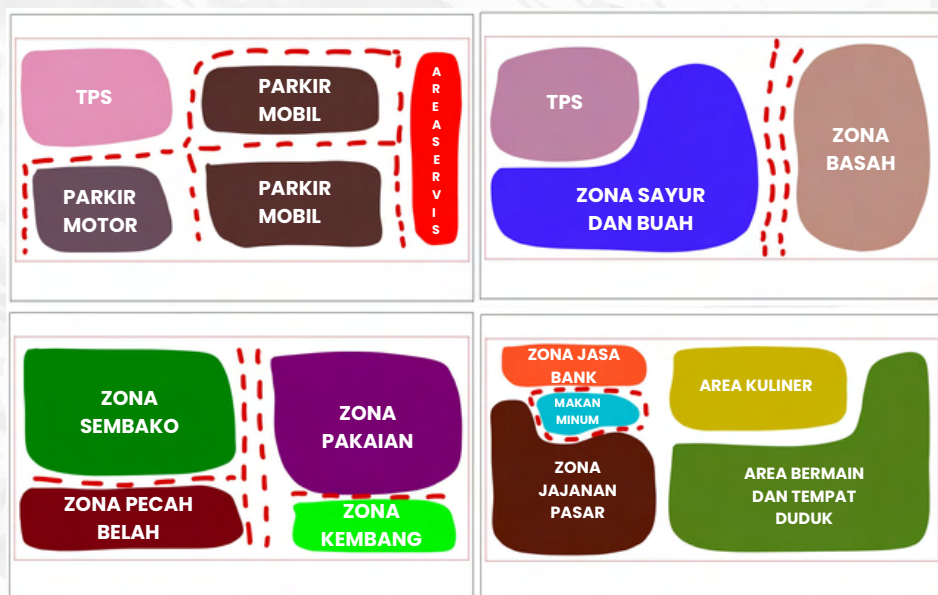 TPS
PARKIR
MOBIL
PARKIR
MOTOR
PARKIR
MOBIL
AREASERVIS
TPS
ZONA SAYUR
DAN BUAH
ZONA
BASAH
ZONA
SEMBAKO
ZONA PECAH
BELAH
ZONA
PAKAIAN
ZONA
KEMBANG
ZONA JASA
BANK
MAKAN
MINUM
ZONA
JAJANAN
PASAR
AREA KULINER
AREA BERMAIN
DAN TEMPAT
DUDUK